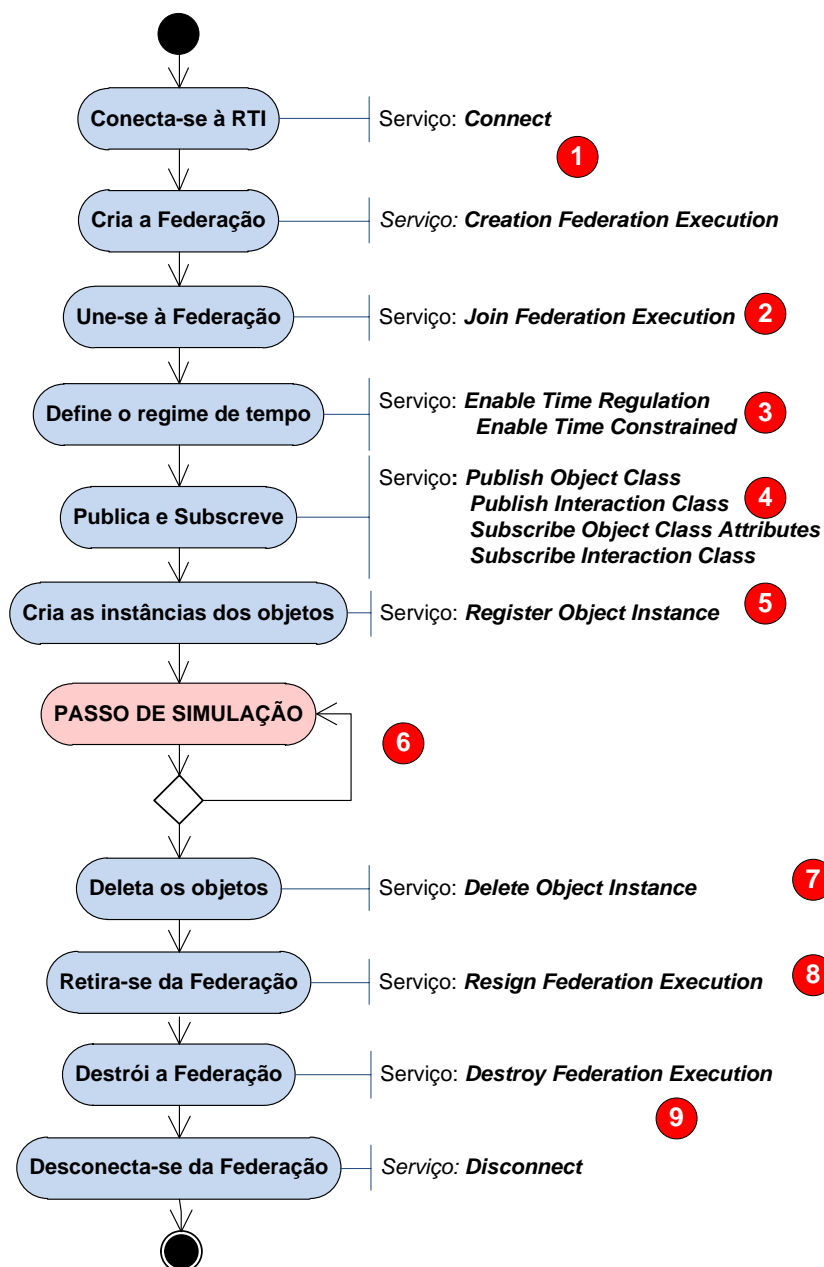 Conecta-se à RTI
Serviço: Connect
1
Cria a Federação
Serviço: Creation Federation Execution
Une-se à Federação
Serviço: Join Federation Execution
2
Define o regime de tempo
Serviço: Enable Time Regulation
Enable Time Constrained
3
Publica e Subscreve
Serviço: Publish Object Class
Publish Interaction Class
Subscribe Object Class Attributes
Subscribe Interaction Class
4
Cria as instâncias dos objetos
Serviço: Register Object Instance
5
PASSO DE SIMULAÇÃO
6
Deleta os objetos
Serviço: Delete Object Instance
7
Retira-se da Federação
Serviço: Resign Federation Execution
8
Destrói a Federação
Serviço: Destroy Federation Execution
9
Desconecta-se da Federação
Serviço: Disconnect